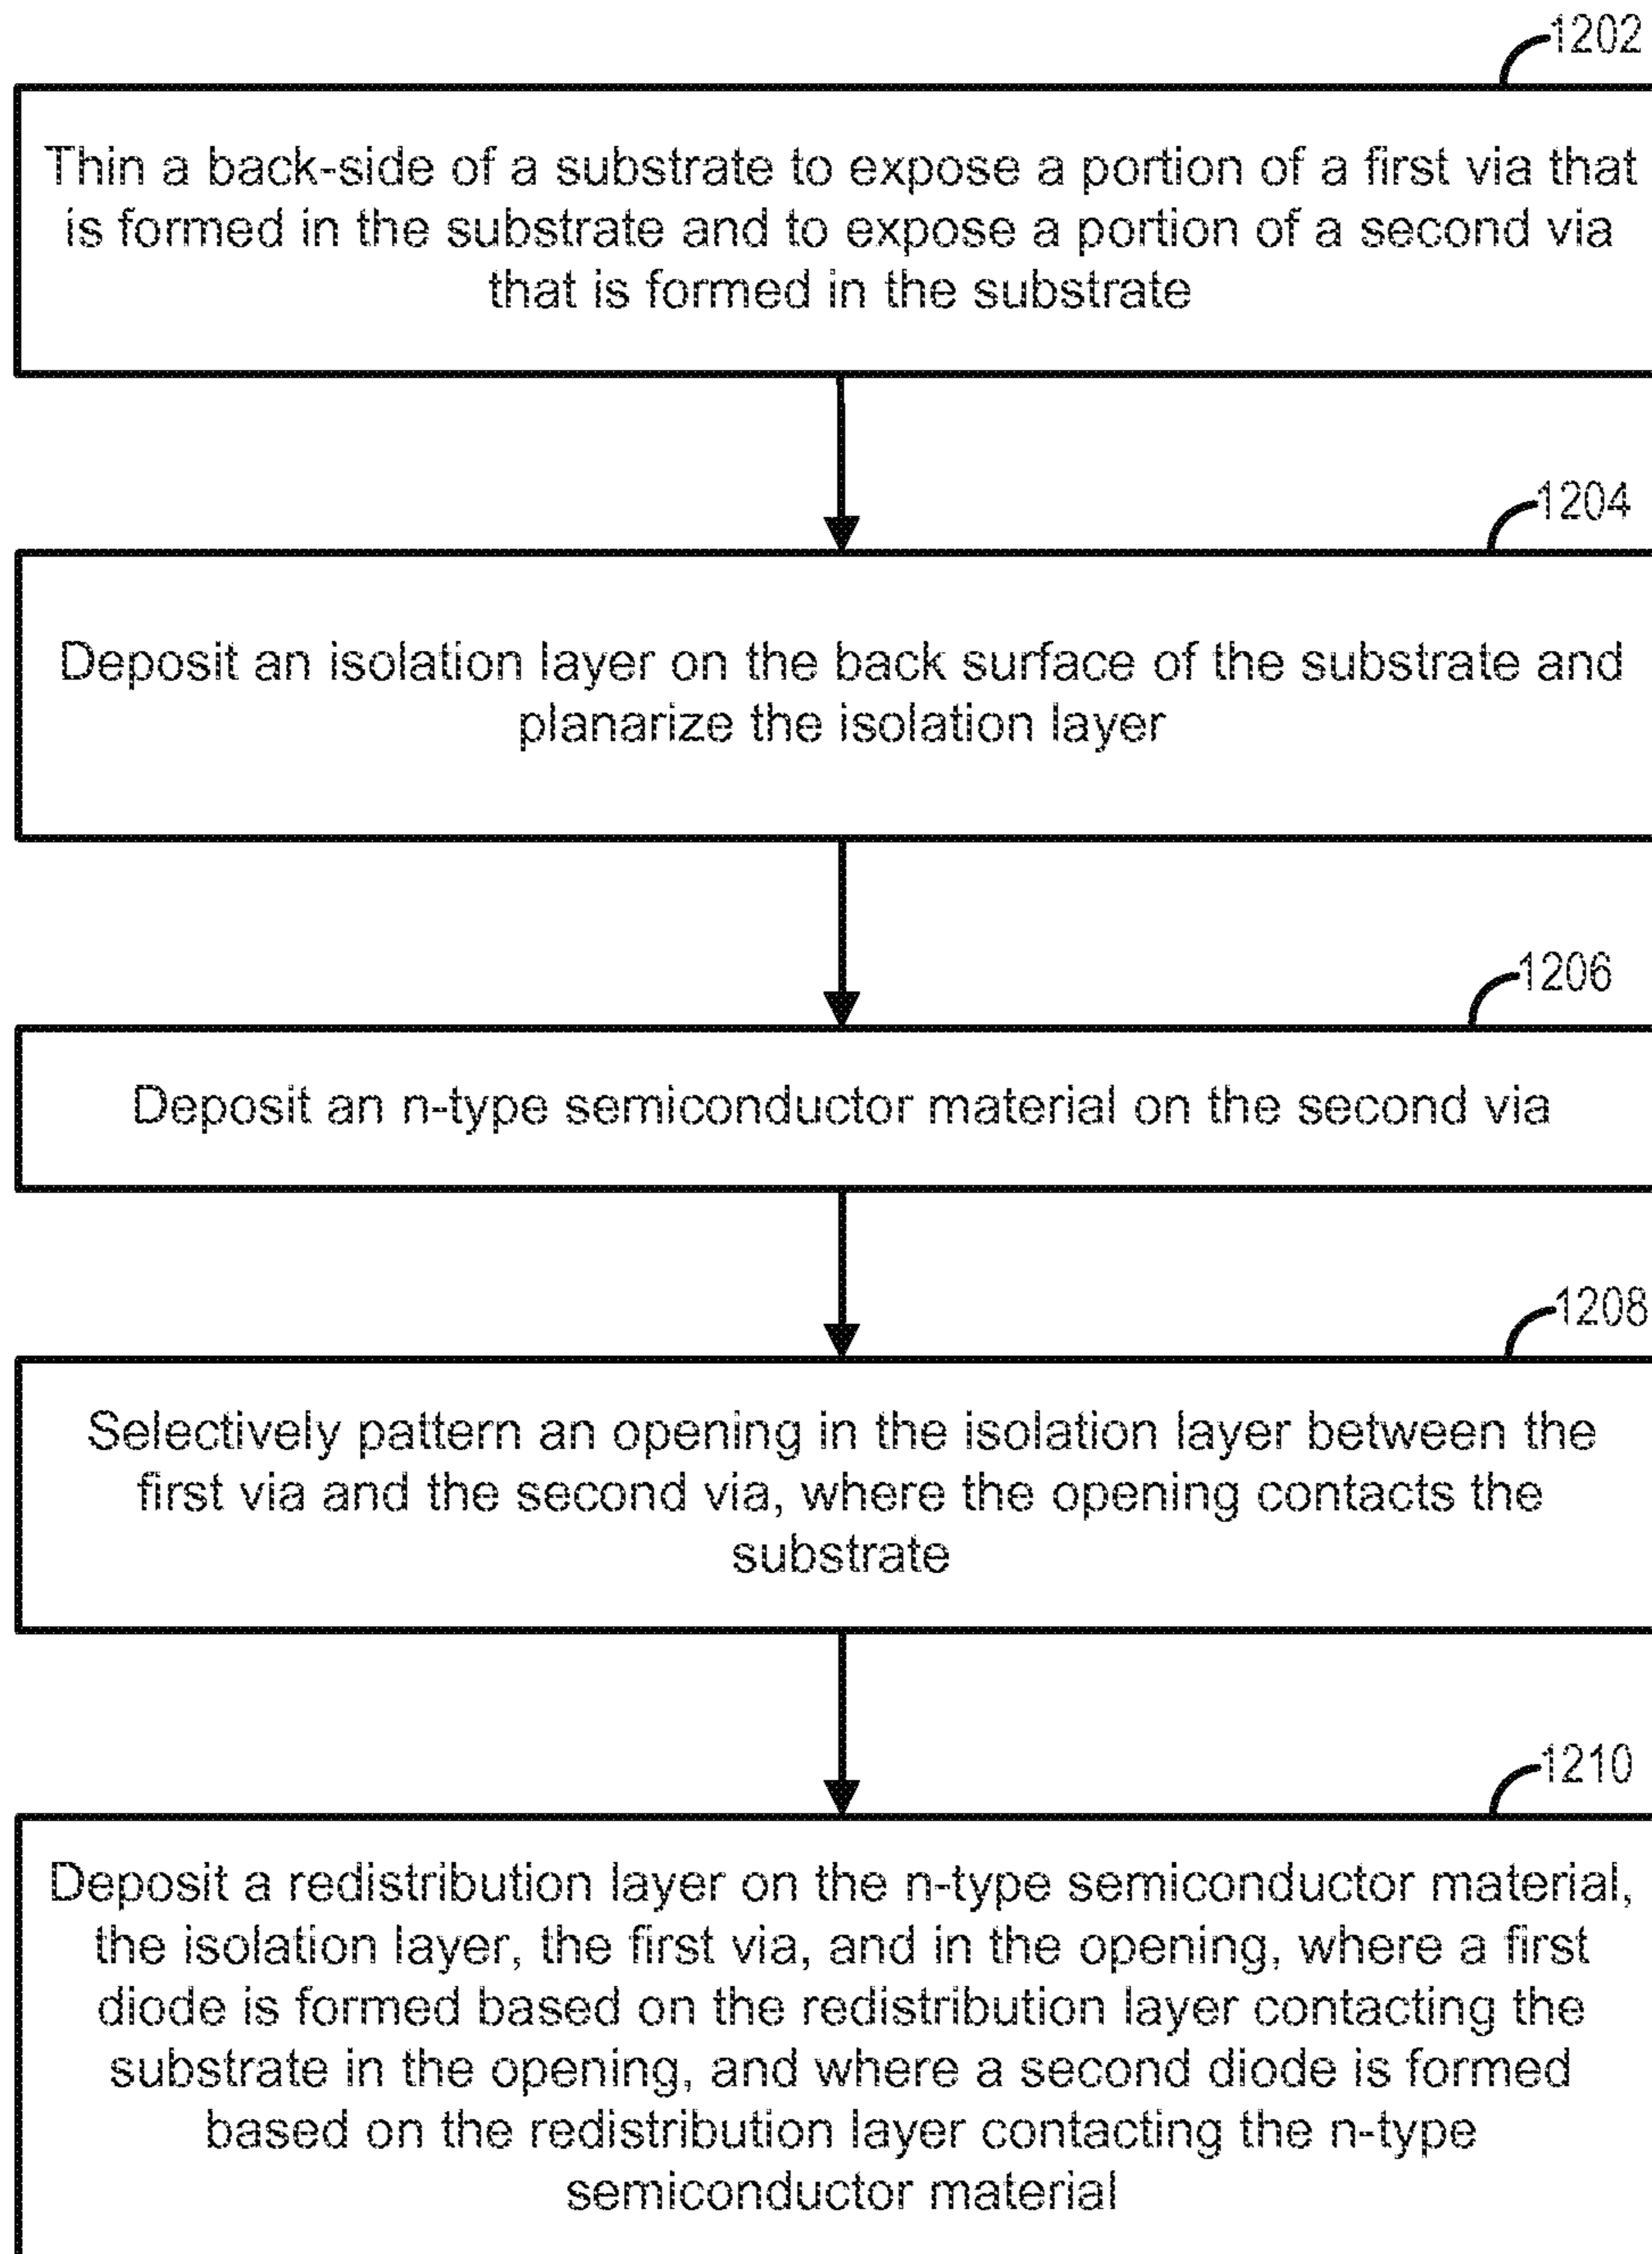 1202
Thin a back-side of a substrate to expose a portion of a first via that
is formed in the substrate and to expose a portion of a second via
that is formed in the substrate
1204
Deposit an isolation layer on the back surface of the substrate and
planarize the isolation layer
1206
Deposit an n-type semiconductor material on the second via
1208
Selectively pattern an opening in the isolation layer between the
first via and the second via, where the opening contacts the
substrate
1210
Deposit a redistribution layer on the n-type semiconductor material,
the isolation layer, the first via, and in the opening, where a first
diode is formed based on the redistribution layer contacting the
substrate in the opening, and where a second diode is formed
based on the redistribution layer contacting the n-type
semiconductor material